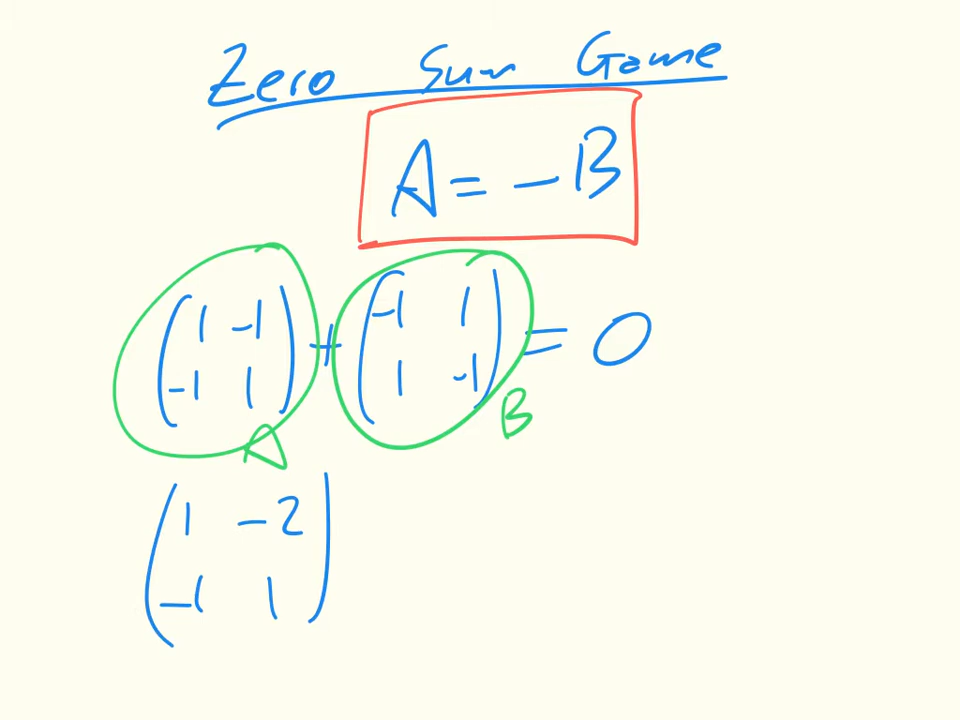 Zero Sum Game
A = -B
(1 -1 + (-1 1 = 0
-1 1) 1 -1)
A B
(1 -2
-1 1)